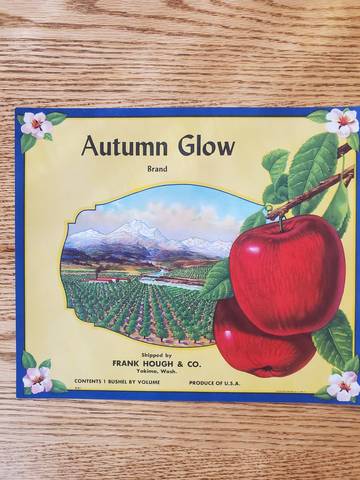 Autumn Glow
Brand
Shipped by
FRANK HOUGH & CO.
Yakima, Wash.
CONTENTS 1 BUSHEL BY VOLUME PRODUCE OF U.S.A.